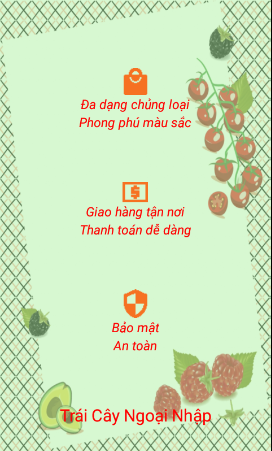 Đa dạng chủng loại
Phong phú màu sắc
Giao hàng tận nơi
Thanh toán dễ dàng
Bảo mật
An toàn
Trái Cây Ngoại Nhập